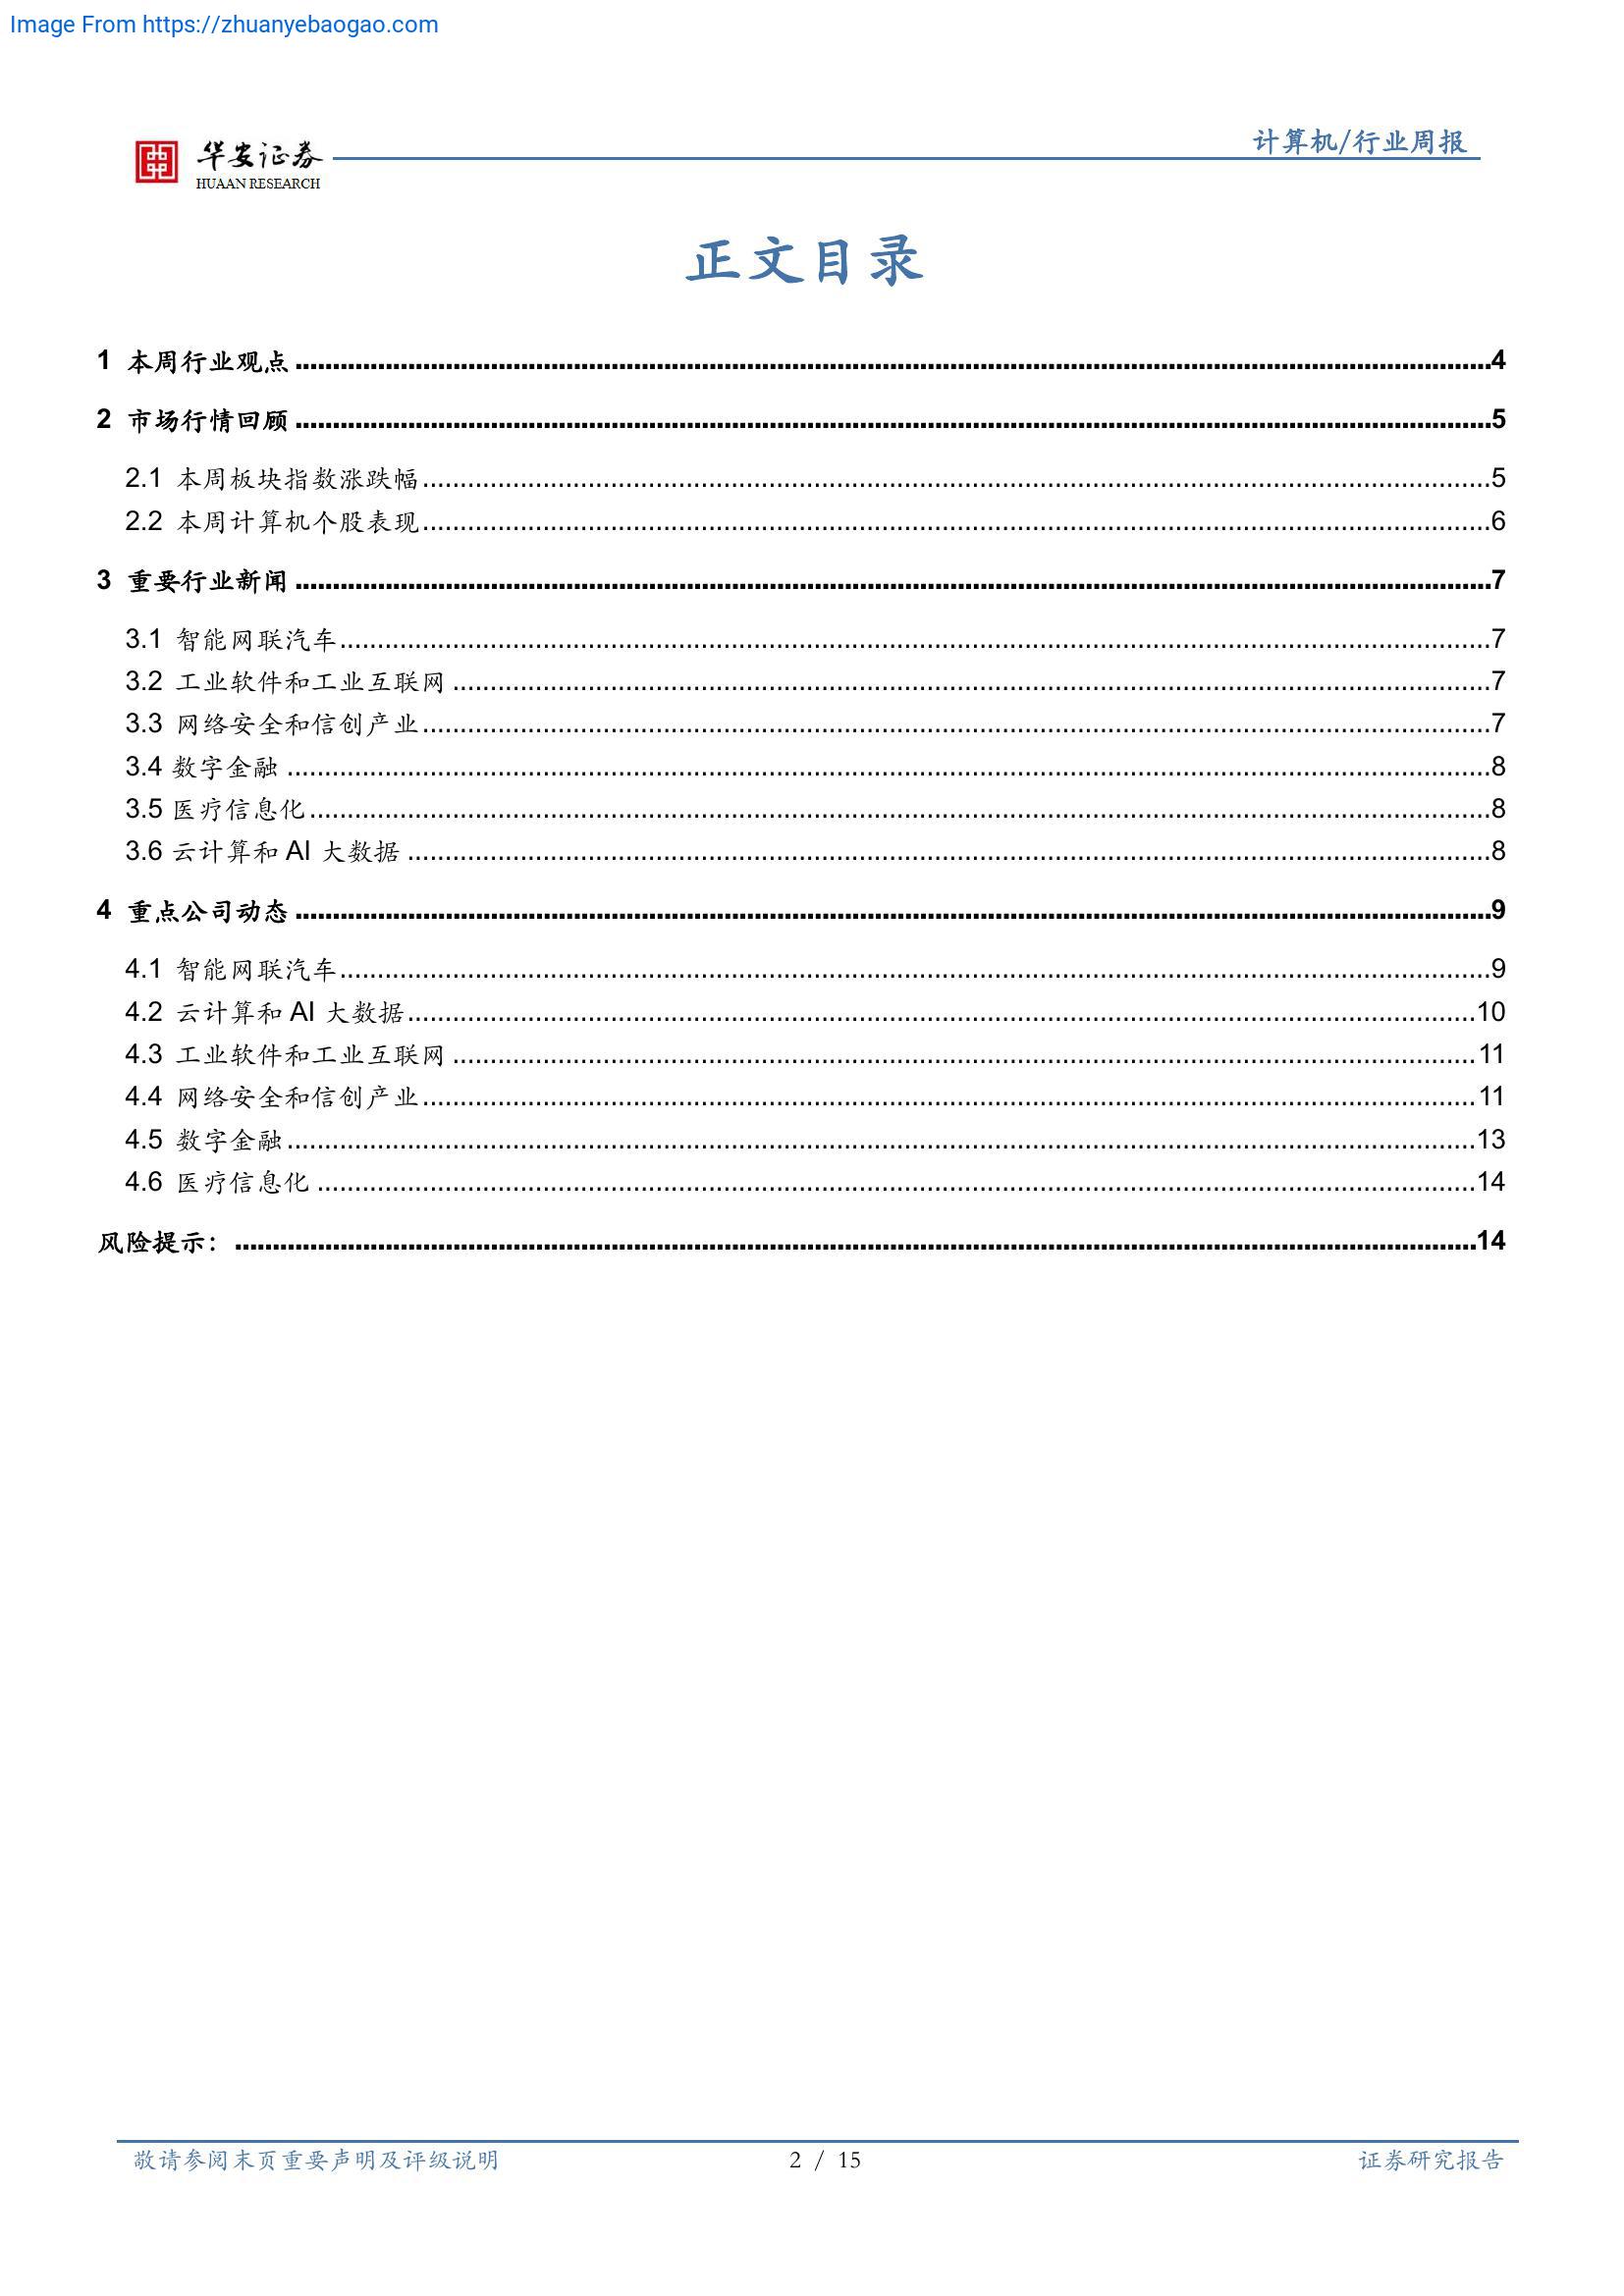 Image From https://zhuanyebaogao.com
华安证券
HUAAN RESEARCH
计算机/行业周报
正文目录
1 本周行业观点 ........................................ 4
2 市场行情回顾 ........................................ 5
2.1 本周板块指数涨跌幅 ........................................ 5
2.2 本周计算机个股表现 ........................................ 6
3 重要行业新闻 ........................................ 7
3.1 智能网联汽车 ........................................ 7
3.2 工业软件和工业互联网 ........................................ 7
3.3 网络安全和信创产业 ........................................ 7
3.4 数字金融 ........................................ 8
3.5 医疗信息化 ........................................ 8
3.6 云计算和 AI 大数据 ........................................ 8
4 重点公司动态 ........................................ 9
4.1 智能网联汽车 ........................................ 9
4.2 云计算和 AI 大数据 ........................................ 10
4.3 工业软件和工业互联网 ........................................ 11
4.4 网络安全和信创产业 ........................................ 11
4.5 数字金融 ........................................ 13
4.6 医疗信息化 ........................................ 14
风险提示： ........................................ 14
敬请参阅末页重要声明及评级说明
2 / 15
证券研究报告